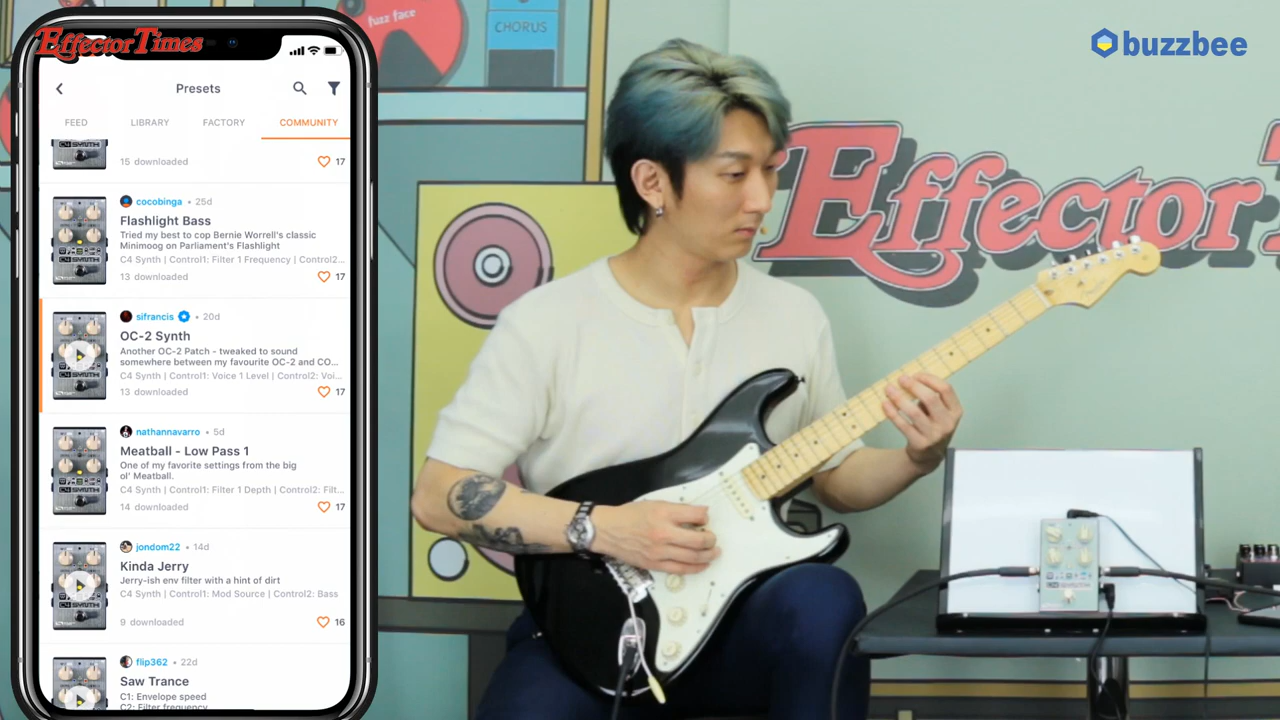 Effector Times
Presets
FEED
LIBRARY
FACTORY
COMMUNITY
15 downloaded
17
cocobinga • 25d
Flashlight Bass
Tried my best to cop Bernie Worrell's classic
Minimoog on Parliament's Flashlight
C4 Synth | Control1: Filter 1 Frequency | Control2...
13 downloaded
17
sifrancis • 20d
OC-2 Synth
Another OC-2 Patch - tweaked to sound
somewhere between my favourite OC-2 and CO...
C4 Synth | Control1: Voice 1 Level | Control2: Voi...
13 downloaded
17
nathannavarro • 5d
Meatball - Low Pass 1
One of my favorite settings from the big
ol' Meatball.
C4 Synth | Control1: Filter 1 Depth | Control2: Filt...
14 downloaded
17
jondom22 • 14d
Kinda Jerry
Jerry-ish env filter with a hint of dirt
C4 Synth | Control1: Mod Source | Control2: Bass
9 downloaded
16
flip362 • 22d
Saw Trance
C1: Envelope speed
C2: Filter frequency
fuzz face
CHORUS
buzzbee
Effector T
C4 SYNTH